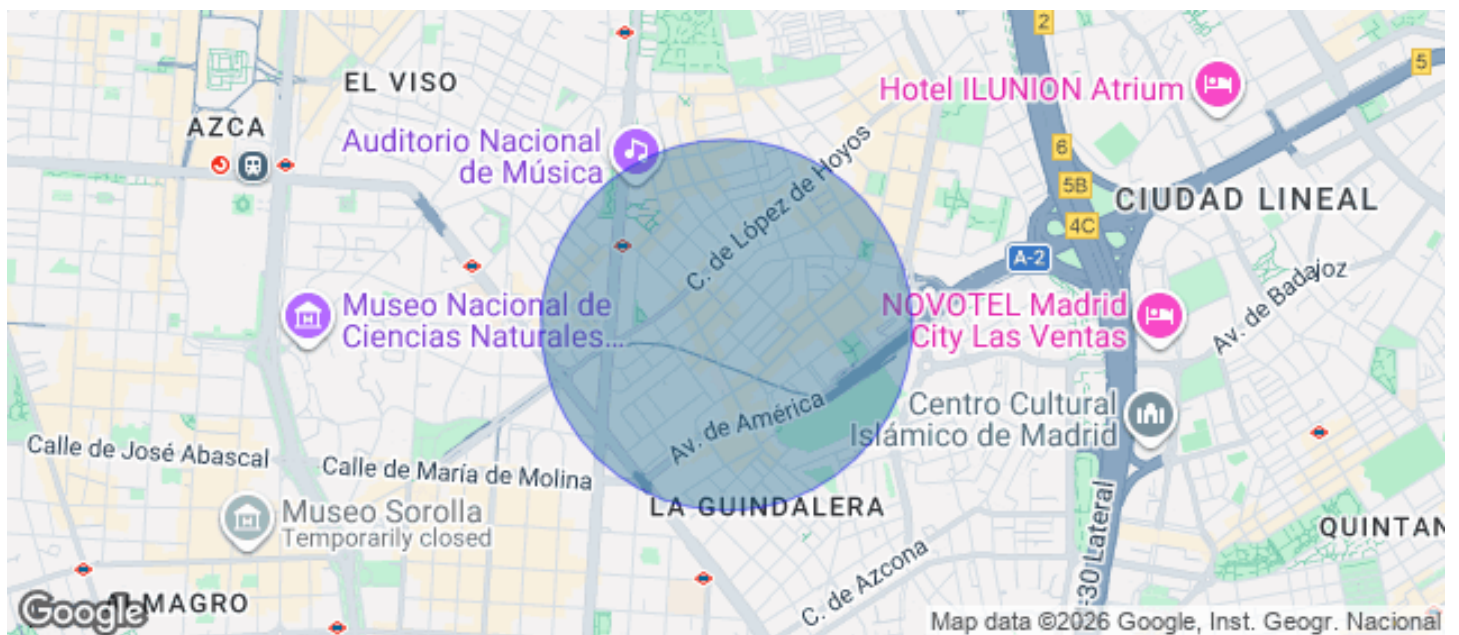 2
5
EL VISO
Hotel ILUNION Atrium
AZCA
Auditorio Nacional
de Música
6
5B
4C
C. de López de Hoyos
CIUDAD LINEAL
A-2
Museo Nacional de
Ciencias Naturales...
NOVOTEL Madrid
City Las Ventas
Av. de Badajoz
Av. de América
Centro Cultural
Islámico de Madrid
Calle de José Abascal
Calle de María de Molina
Museo Sorolla
Temporarily closed
LA GUINDALERA
-30 Lateral
QUINTAN
C. de Azcona
ALMAGRO
Google
Map data ©2026 Google, Inst. Geogr. Nacional